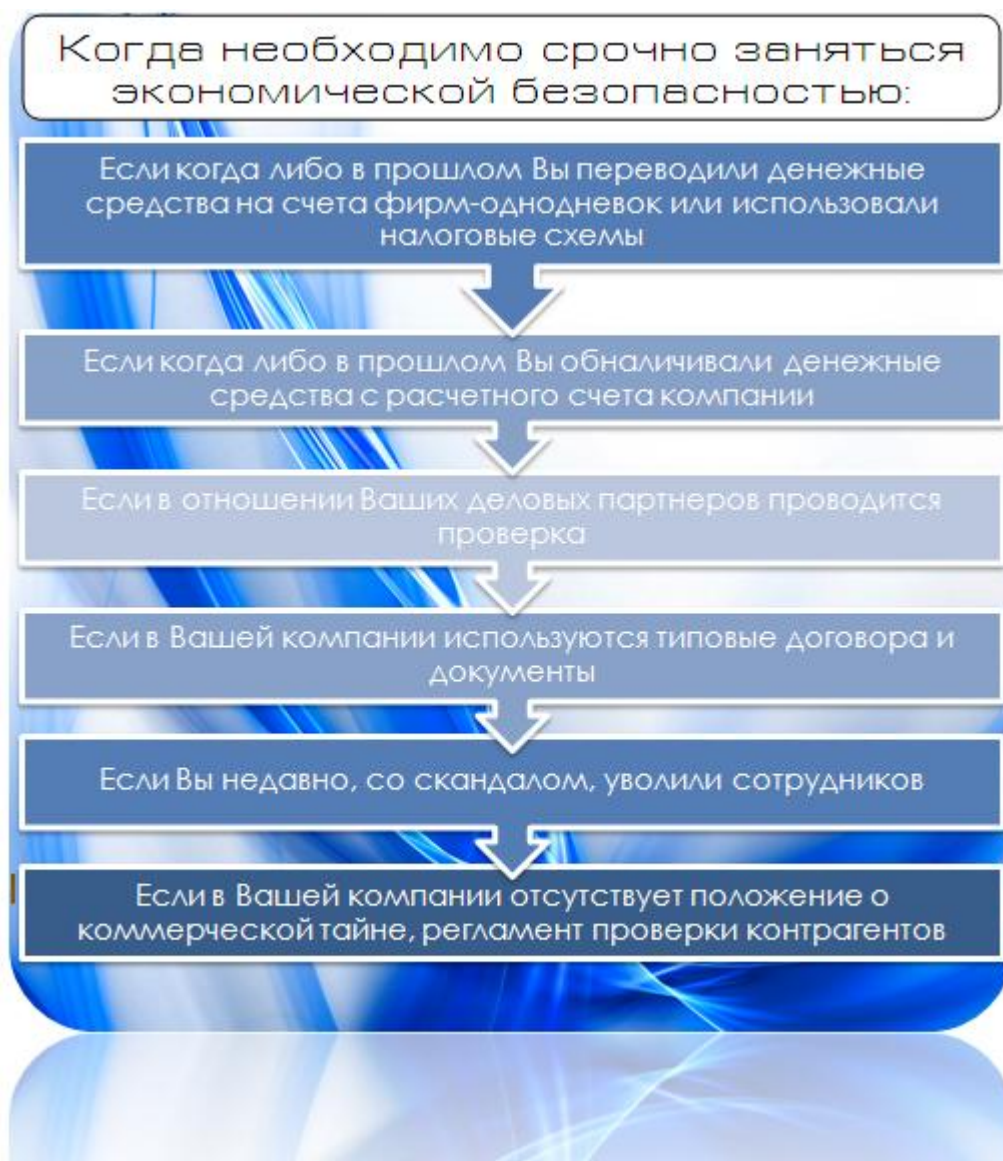 Когда необходимо срочно заняться
экономической безопасностью:
Если когда либо в прошлом Вы переводили денежные
средства на счета фирм-однодневок или использовали
налоговые схемы
Если когда либо в прошлом Вы обналичивали денежные
средства с расчетного счета компании
Если в отношении Ваших деловых партнеров проводится
проверка
Если в Вашей компании используются типовые договора и
документы
Если Вы недавно, со скандалом, уволили сотрудников
Если в Вашей компании отсутствует положение о
коммерческой тайне, регламент проверки контрагентов